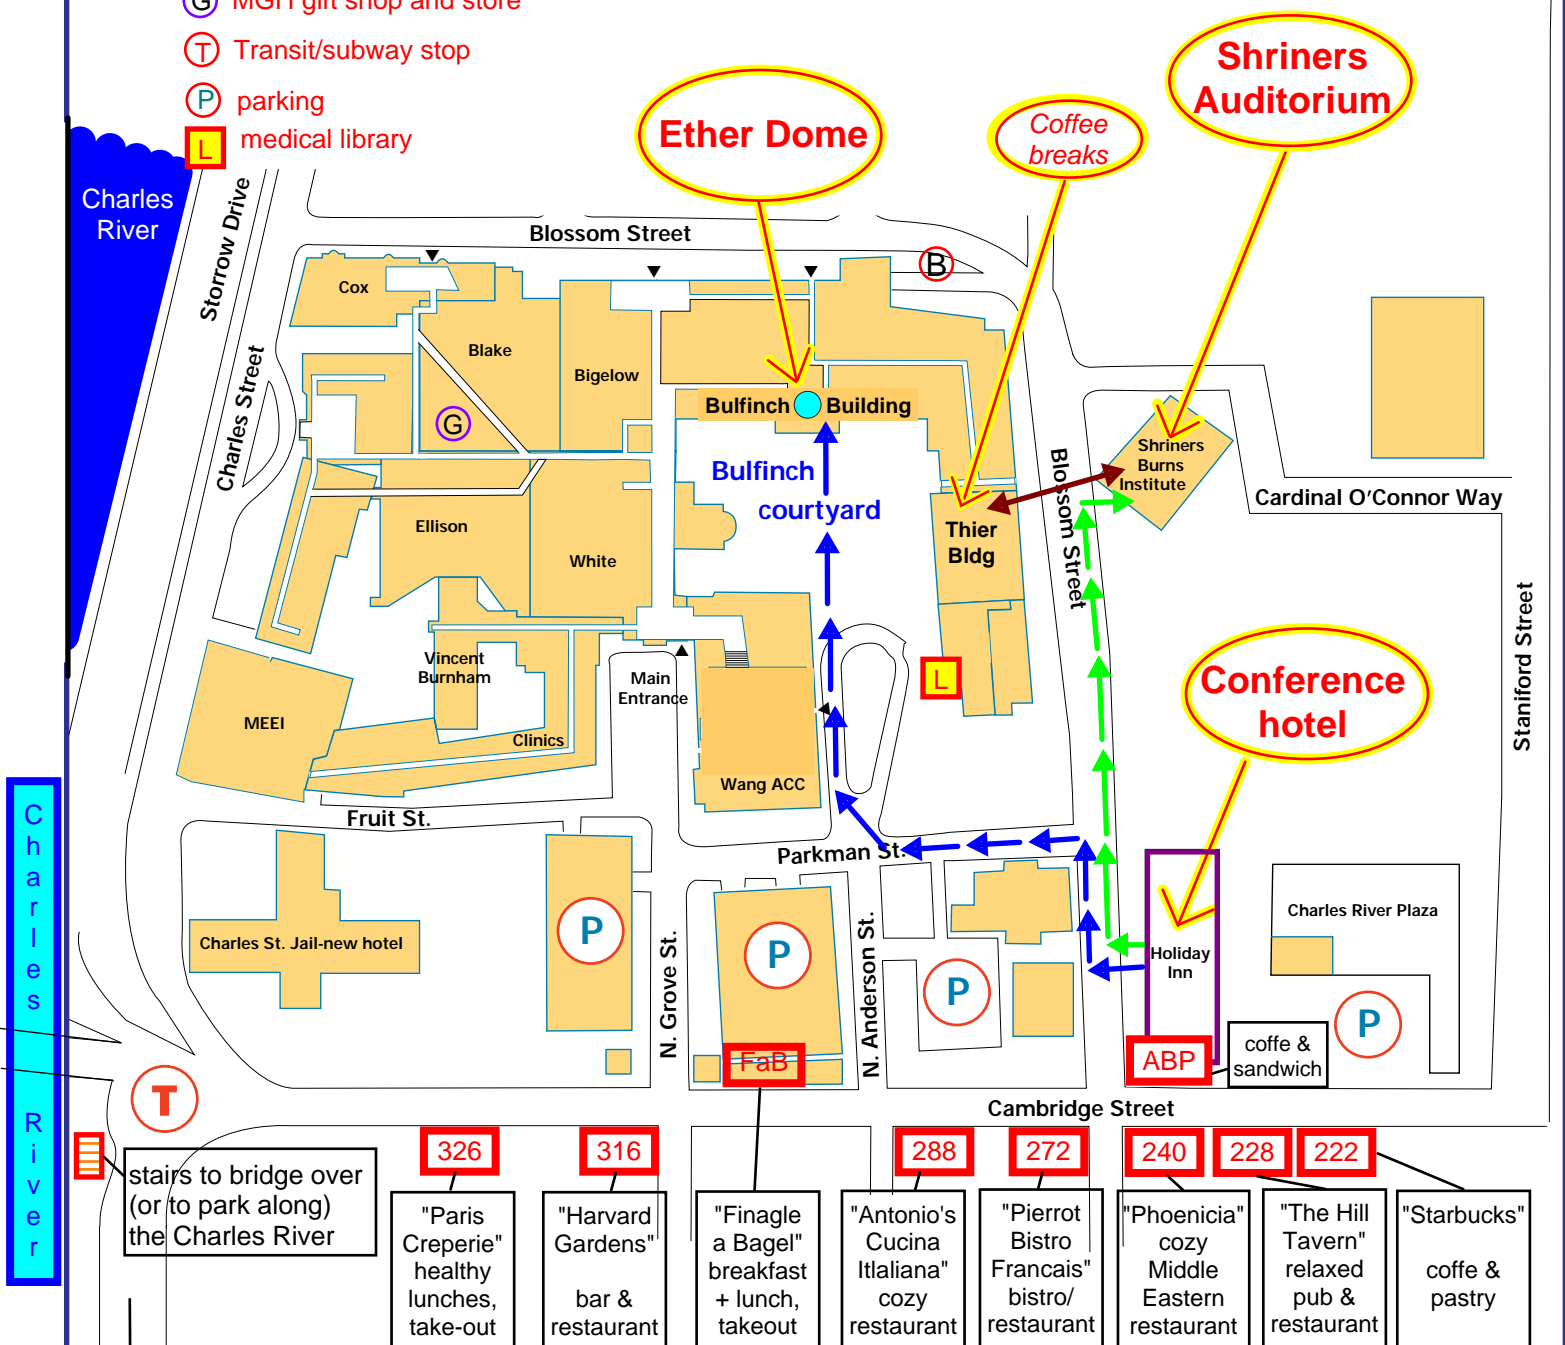 G MGH gift shop and store
T Transit/subway stop
P parking
L medical library
Charles
River
Storrow Drive
Charles Street
Blossom Street
Ether Dome
Coffee
breaks
Shriners
Auditorium
B
Cox
Blake
Bigelow
G
Bulfinch Building
Bulfinch
courtyard
Ellison
White
Thier
Bldg
Blossom Street
Shriners
Burns
Institute
Cardinal O'Connor Way
Staniford Street
Vincent
Burnham
Main
Entrance
L
MEEI
Clinics
Wang ACC
Conference
hotel
Fruit St.
Parkman St.
Charles St. Jail-new hotel
P
N. Grove St.
P
N. Anderson St.
P
Holiday
Inn
Charles River Plaza
P
FaB
ABP
coffe &
sandwich
Charles River
T
Cambridge Street
stairs to bridge over
(or to park along)
the Charles River
326
"Paris
Creperie"
healthy
lunches,
take-out
316
"Harvard
Gardens"
bar &
restaurant
"Finagle
a Bagel"
breakfast
+ lunch,
takeout
288
"Antonio's
Cucina
Itlaliana"
cozy
restaurant
272
"Pierrot
Bistro
Francais"
bistro/
restaurant
240
"Phoenicia"
cozy
Middle
Eastern
restaurant
228
"The Hill
Tavern"
relaxed
pub &
restaurant
222
"Starbucks"
coffe &
pastry